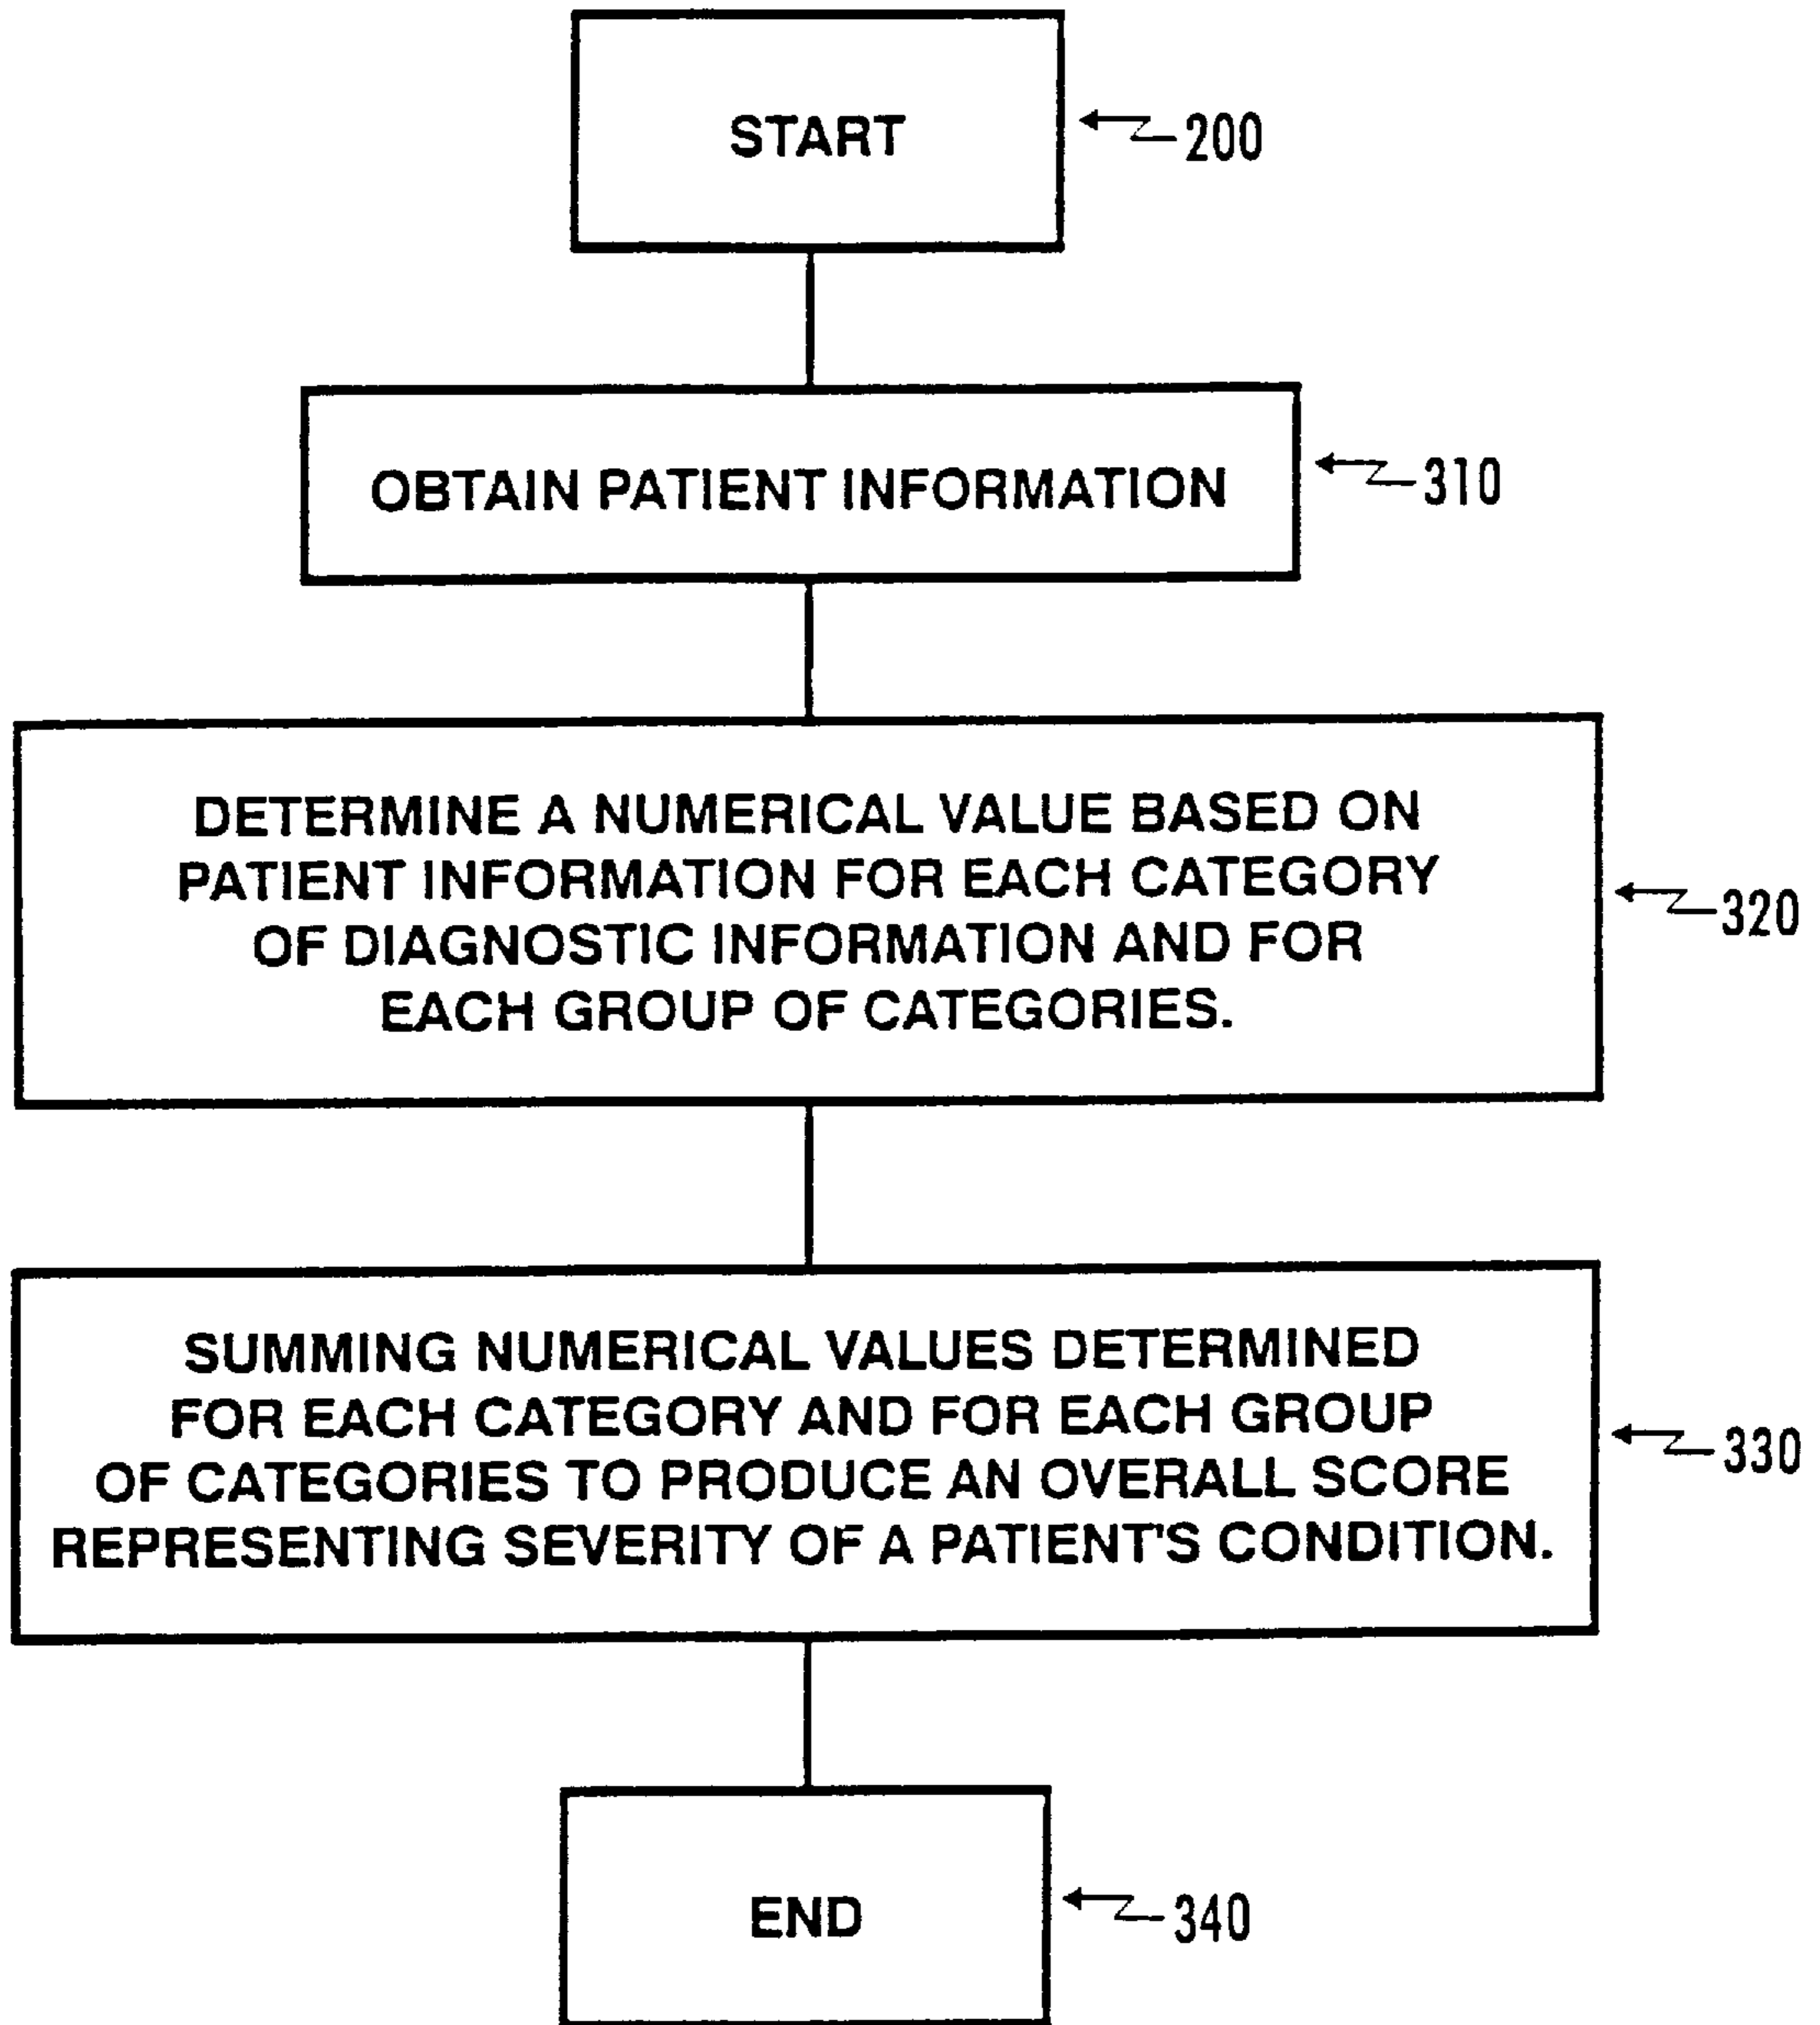 START
200
OBTAIN PATIENT INFORMATION
310
DETERMINE A NUMERICAL VALUE BASED ON
PATIENT INFORMATION FOR EACH CATEGORY
OF DIAGNOSTIC INFORMATION AND FOR
EACH GROUP OF CATEGORIES.
320
SUMMING NUMERICAL VALUES DETERMINED
FOR EACH CATEGORY AND FOR EACH GROUP
OF CATEGORIES TO PRODUCE AN OVERALL SCORE
REPRESENTING SEVERITY OF A PATIENT'S CONDITION.
330
END
340